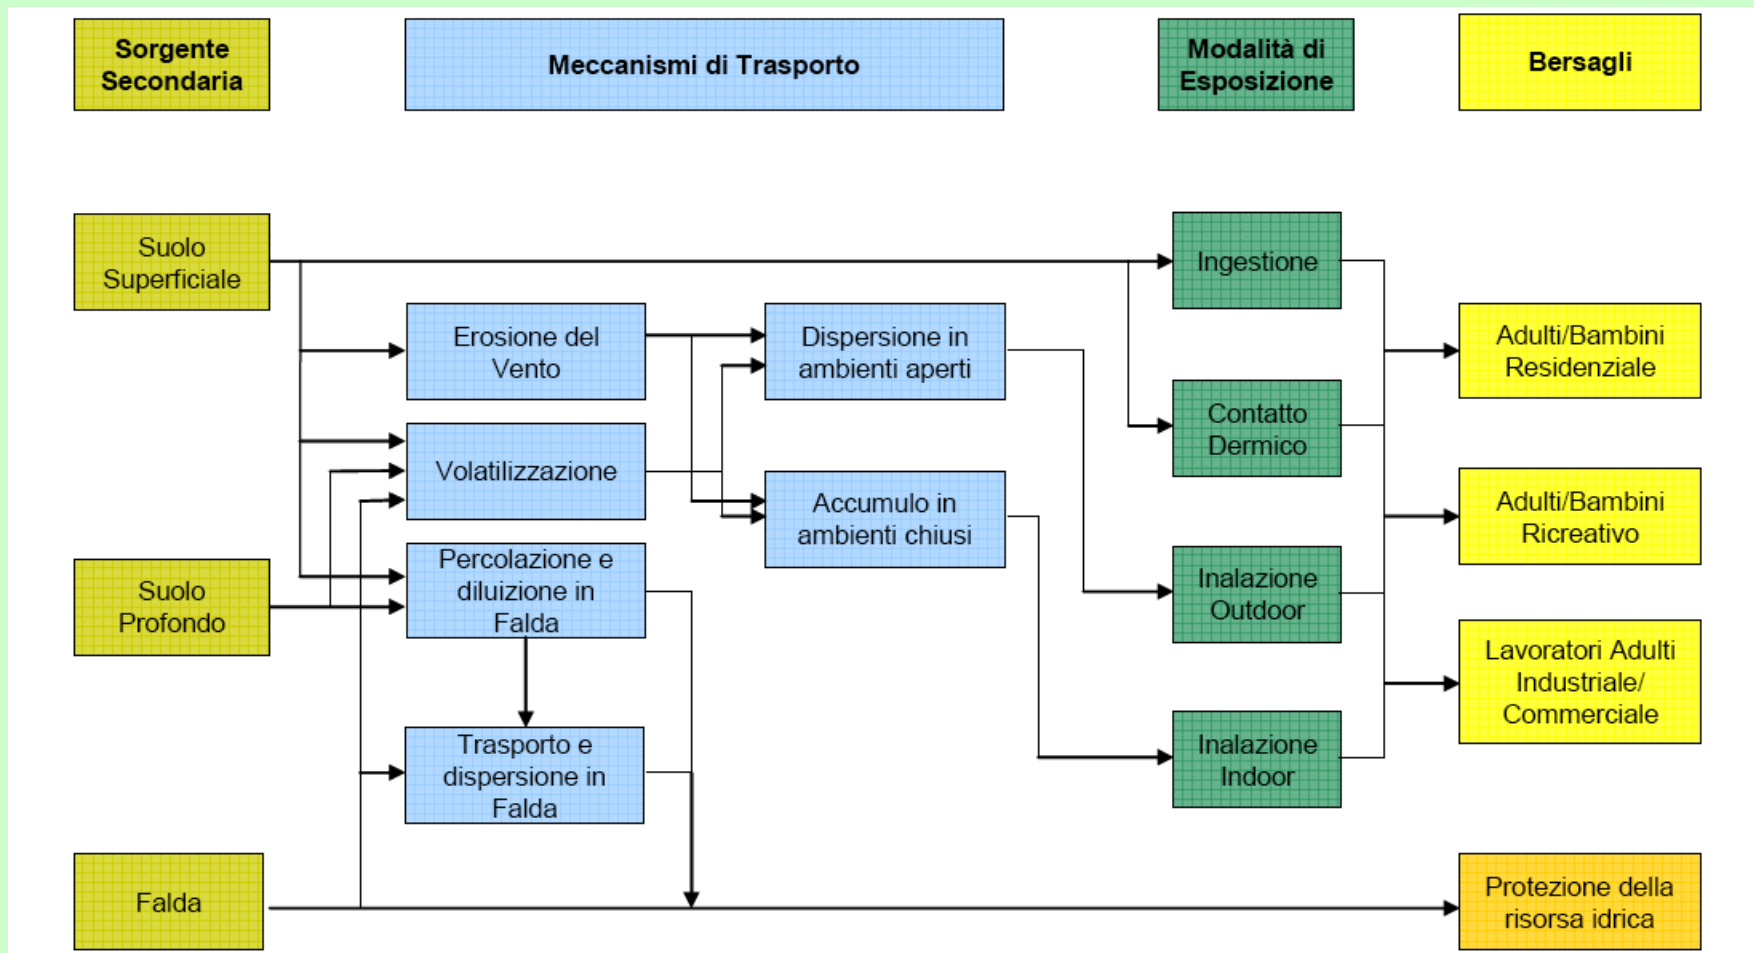 Sorgente
Secondaria
Meccanismi di Trasporto
Modalità di
Esposizione
Bersagli
Suolo
Superficiale
Ingestione
Erosione del
Vento
Dispersione in
ambienti aperti
Adulti/Bambini
Residenziale
Contatto
Dermico
Volatilizzazione
Accumulo in
ambienti chiusi
Adulti/Bambini
Ricreativo
Suolo
Profondo
Percolazione e
diluizione in
Falda
Inalazione
Outdoor
Lavoratori Adulti
Industriale/
Commerciale
Trasporto e
dispersione in
Falda
Inalazione
Indoor
Falda
Protezione della
risorsa idrica